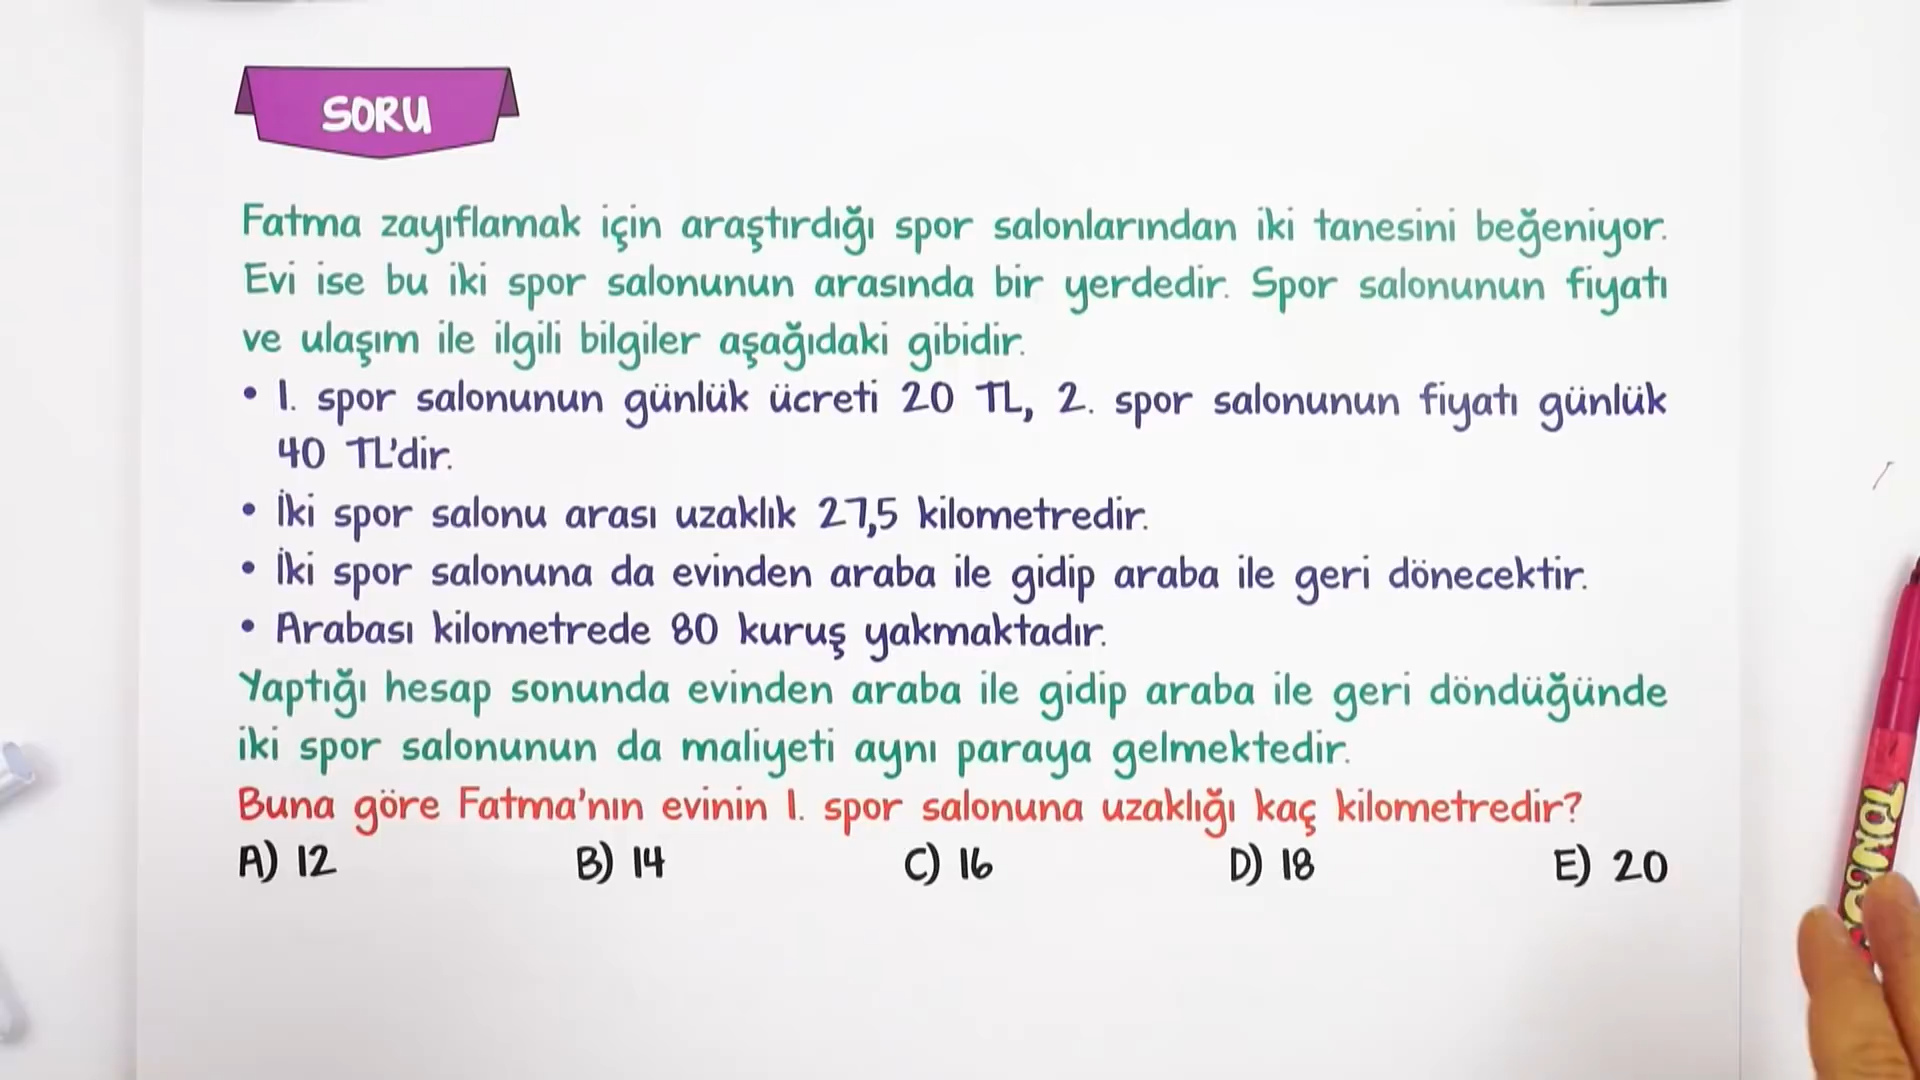 SORU
Fatma zayıflamak için araştırdığı spor salonlarından iki tanesini beğeniyor.
Evi ise bu iki spor salonunun arasında bir yerdedir. Spor salonunun fiyatı
ve ulaşım ile ilgili bilgiler aşağıdaki gibidir.
• 1. spor salonunun günlük ücreti 20 TL, 2. spor salonunun fiyatı günlük
40 TL'dir.
• İki spor salonu arası uzaklık 27,5 kilometredir.
• İki spor salonuna da evinden araba ile gidip araba ile geri dönecektir.
• Arabası kilometrede 80 kuruş yakmaktadır.
Yaptığı hesap sonunda evinden araba ile gidip araba ile geri döndüğünde
iki spor salonunun da maliyeti aynı paraya gelmektedir.
Buna göre Fatma'nın evinin 1. spor salonuna uzaklığı kaç kilometredir?
A) 12 B) 14 C) 16 D) 18 E) 20